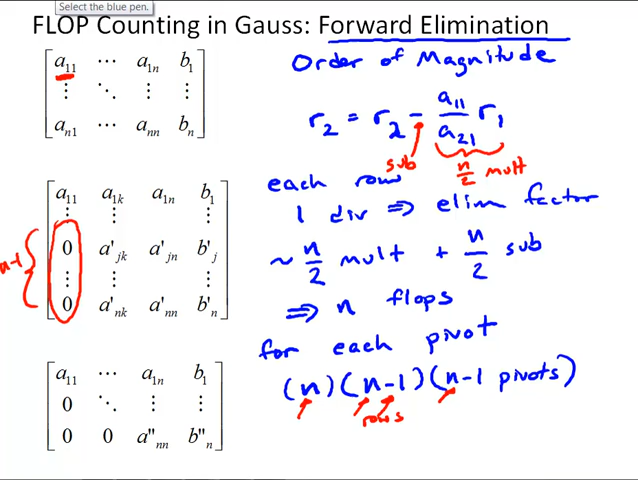 Select the blue pen.
FLOP Counting in Gauss: Forward Elimination
a11 ⋯ a1n b1
⋮ ⋱ ⋮ ⋮
an1 ⋯ ann bn
Order of Magnitude
r2 = r2 − a11/a21 r1
sub n/2 mult
each row
1 div ⇒ elim factor
~ n/2 mult + n/2 sub
⇒ n flops
for each pivot
(n)(n-1)(n-1 pivots)
rows
a11 a1k a1n b1
⋮ ⋮ ⋮ ⋮
n-1
0 a'jk a'jn b'j
⋮ ⋮ ⋮ ⋮
0 a'nk a'nn b'n
a11 ⋯ a1n b1
0 ⋱ ⋮ ⋮
0 0 a"nn b"n